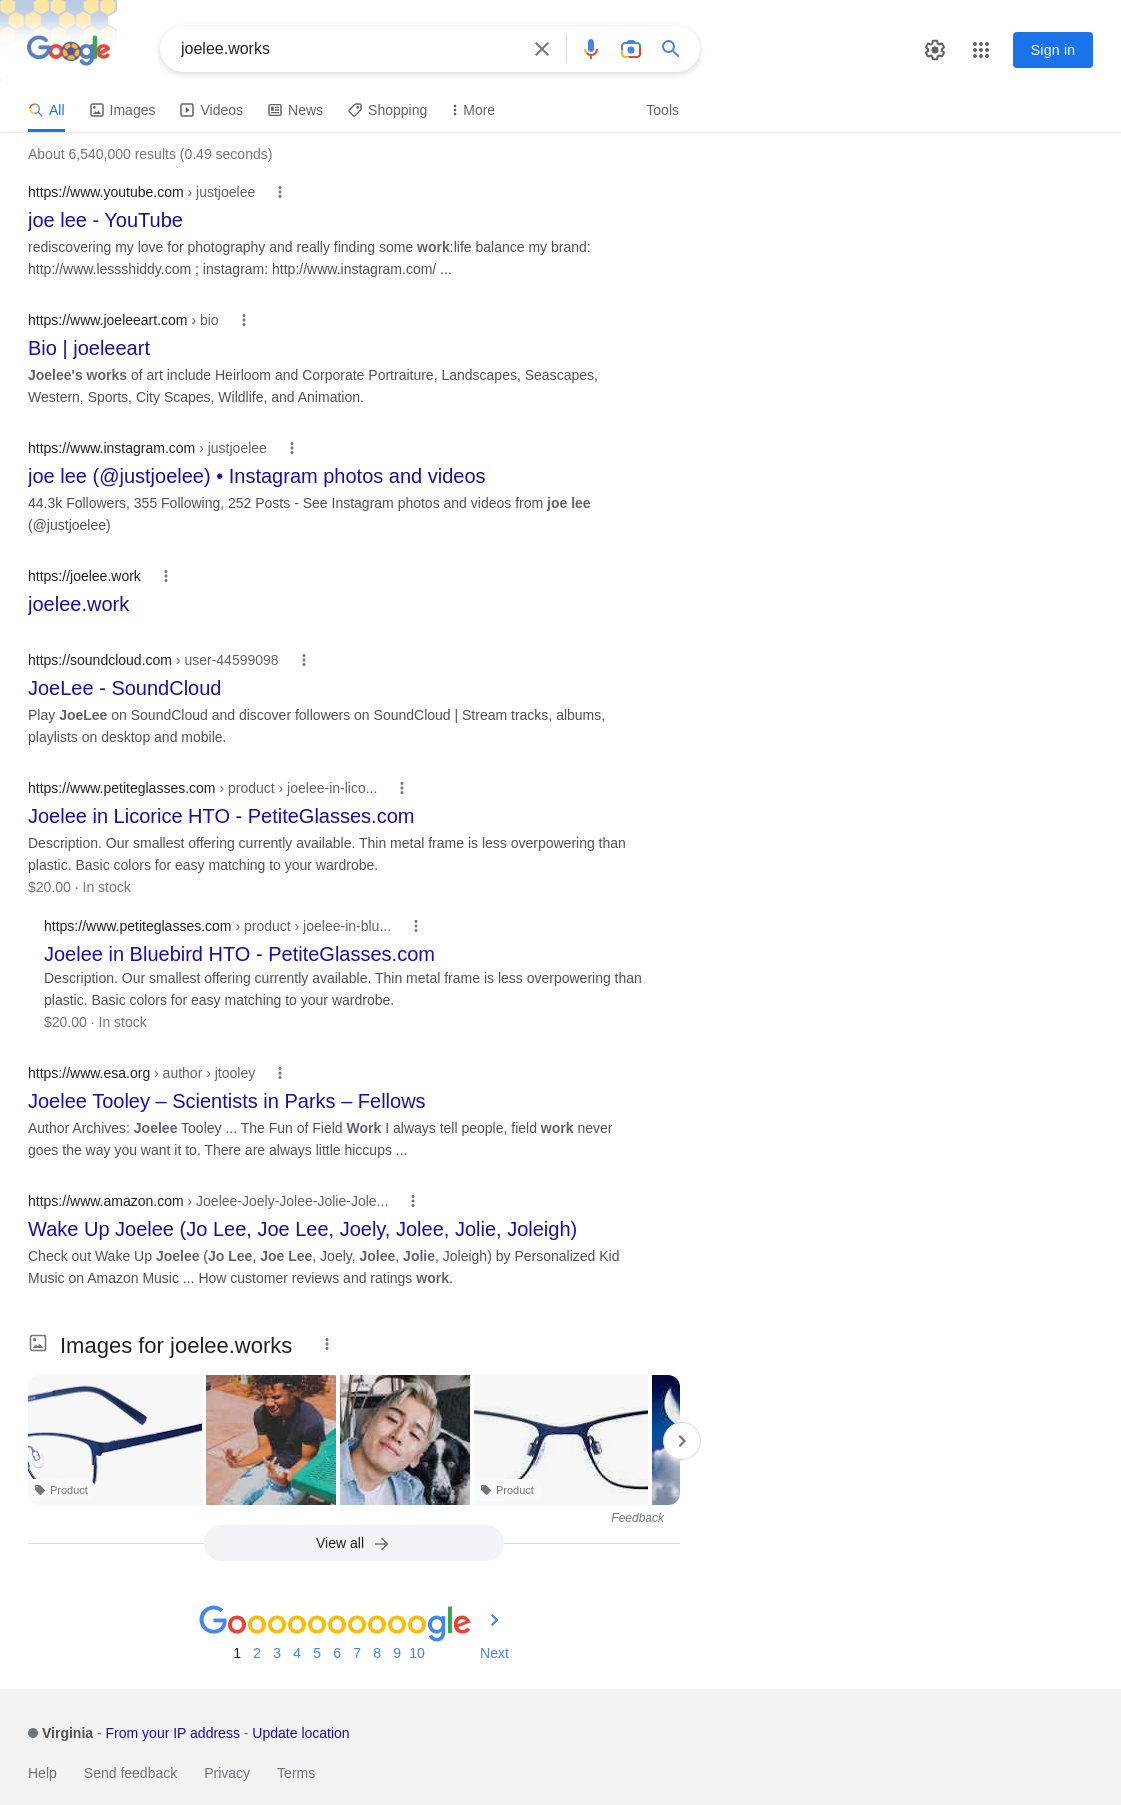 Google
joelee.works
Sign in
All Images Videos News Shopping More Tools
About 6,540,000 results (0.49 seconds)
https://www.youtube.com › justjoelee
joe lee - YouTube
rediscovering my love for photography and really finding some work:life balance my brand:
http://www.lessshiddy.com ; instagram: http://www.instagram.com/ ...
https://www.joeleeart.com › bio
Bio | joeleeart
Joelee's works of art include Heirloom and Corporate Portraiture, Landscapes, Seascapes,
Western, Sports, City Scapes, Wildlife, and Animation.
https://www.instagram.com › justjoelee
joe lee (@justjoelee) • Instagram photos and videos
44.3k Followers, 355 Following, 252 Posts - See Instagram photos and videos from joe lee
(@justjoelee)
https://joelee.work
joelee.work
https://soundcloud.com › user-44599098
JoeLee - SoundCloud
Play JoeLee on SoundCloud and discover followers on SoundCloud | Stream tracks, albums,
playlists on desktop and mobile.
https://www.petiteglasses.com › product › joelee-in-lico...
Joelee in Licorice HTO - PetiteGlasses.com
Description. Our smallest offering currently available. Thin metal frame is less overpowering than
plastic. Basic colors for easy matching to your wardrobe.
$20.00 · In stock
https://www.petiteglasses.com › product › joelee-in-blu...
Joelee in Bluebird HTO - PetiteGlasses.com
Description. Our smallest offering currently available. Thin metal frame is less overpowering than
plastic. Basic colors for easy matching to your wardrobe.
$20.00 · In stock
https://www.esa.org › author › jtooley
Joelee Tooley – Scientists in Parks – Fellows
Author Archives: Joelee Tooley ... The Fun of Field Work I always tell people, field work never
goes the way you want it to. There are always little hiccups ...
https://www.amazon.com › Joelee-Joely-Jolee-Jolie-Jole...
Wake Up Joelee (Jo Lee, Joe Lee, Joely, Jolee, Jolie, Joleigh)
Check out Wake Up Joelee (Jo Lee, Joe Lee, Joely, Jolee, Jolie, Joleigh) by Personalized Kid
Music on Amazon Music ... How customer reviews and ratings work.
Images for joelee.works
Product Product
Feedback
View all
Goooooooooogle
1 2 3 4 5 6 7 8 9 10 Next
Virginia - From your IP address - Update location
Help Send feedback Privacy Terms